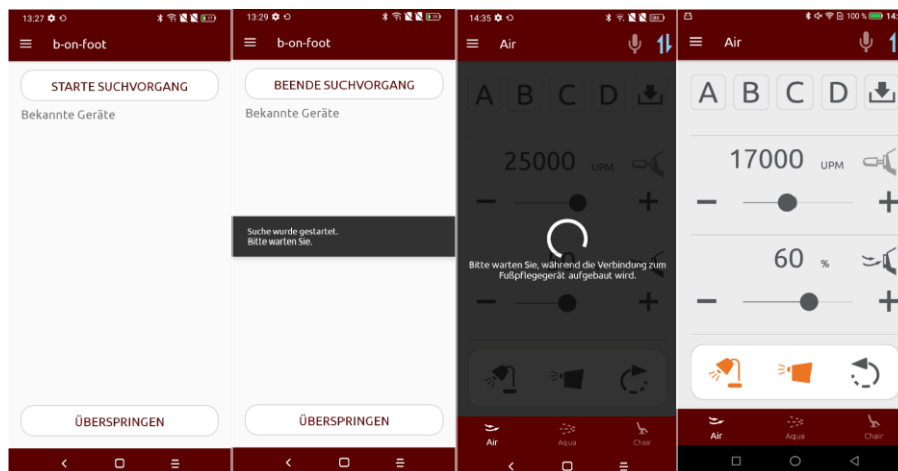 13:27
b-on-foot
STARTE SUCHVORGANG
Bekannte Geräte
ÜBERSPRINGEN
13:29
b-on-foot
BEENDE SUCHVORGANG
Bekannte Geräte
Suche wurde gestartet.
Bitte warten Sie.
ÜBERSPRINGEN
14:35
Air
A B C D
25000 UPM
Bitte warten Sie, während die Verbindung zum
Fußpflegegerät aufgebaut wird.
Air Aqua Chair
100 % 14:
Air
A B C D
17000 UPM
60 %
Air Aqua Chair